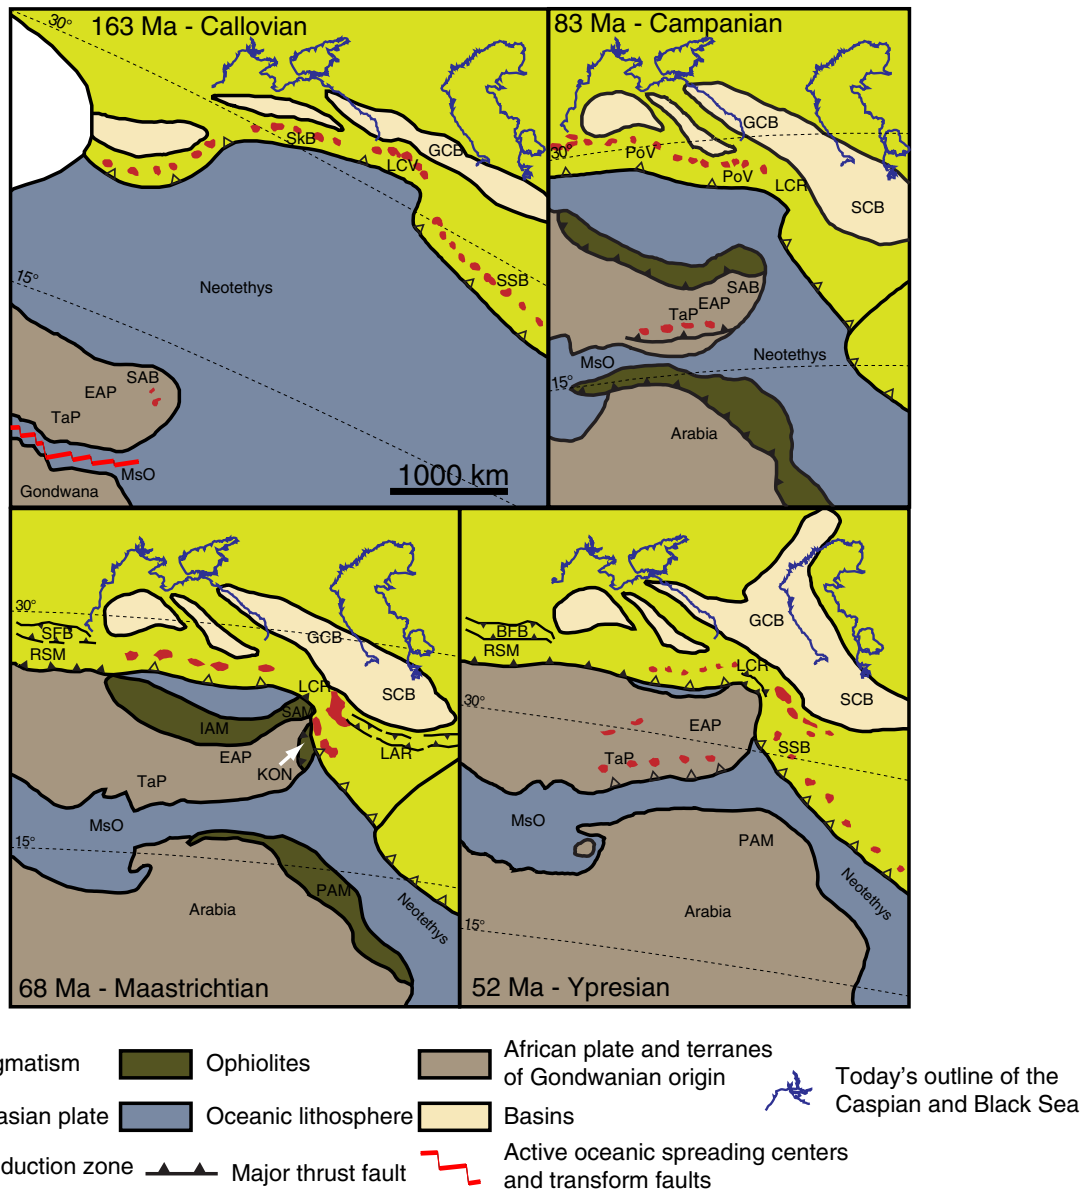 163 Ma - Callovian
30°
SkB
LCV
GCB
15°
Neotethys
SSB
SAB
EAP
TaP
MsO
Gondwana
1000 km
83 Ma - Campanian
GCB
30°
PoV
PoV
LCR
SCB
SAB
EAP
TaP
Neotethys
MsO
15°
Arabia
30°
SFB
RSM
GCB
LCR
SCB
SAM
IAM
EAP
LAR
KON
TaP
MsO
15°
PAM
Arabia
Neotethys
68 Ma - Maastrichtian
GCB
BFB
RSM
LCR
30°
SCB
EAP
SSB
TaP
MsO
PAM
Neotethys
Arabia
15°
52 Ma - Ypresian
gmatism
Ophiolites
African plate and terranes
of Gondwanian origin
Today's outline of the
Caspian and Black Sea
asian plate
Oceanic lithosphere
Basins
duction zone
Major thrust fault
Active oceanic spreading centers
and transform faults